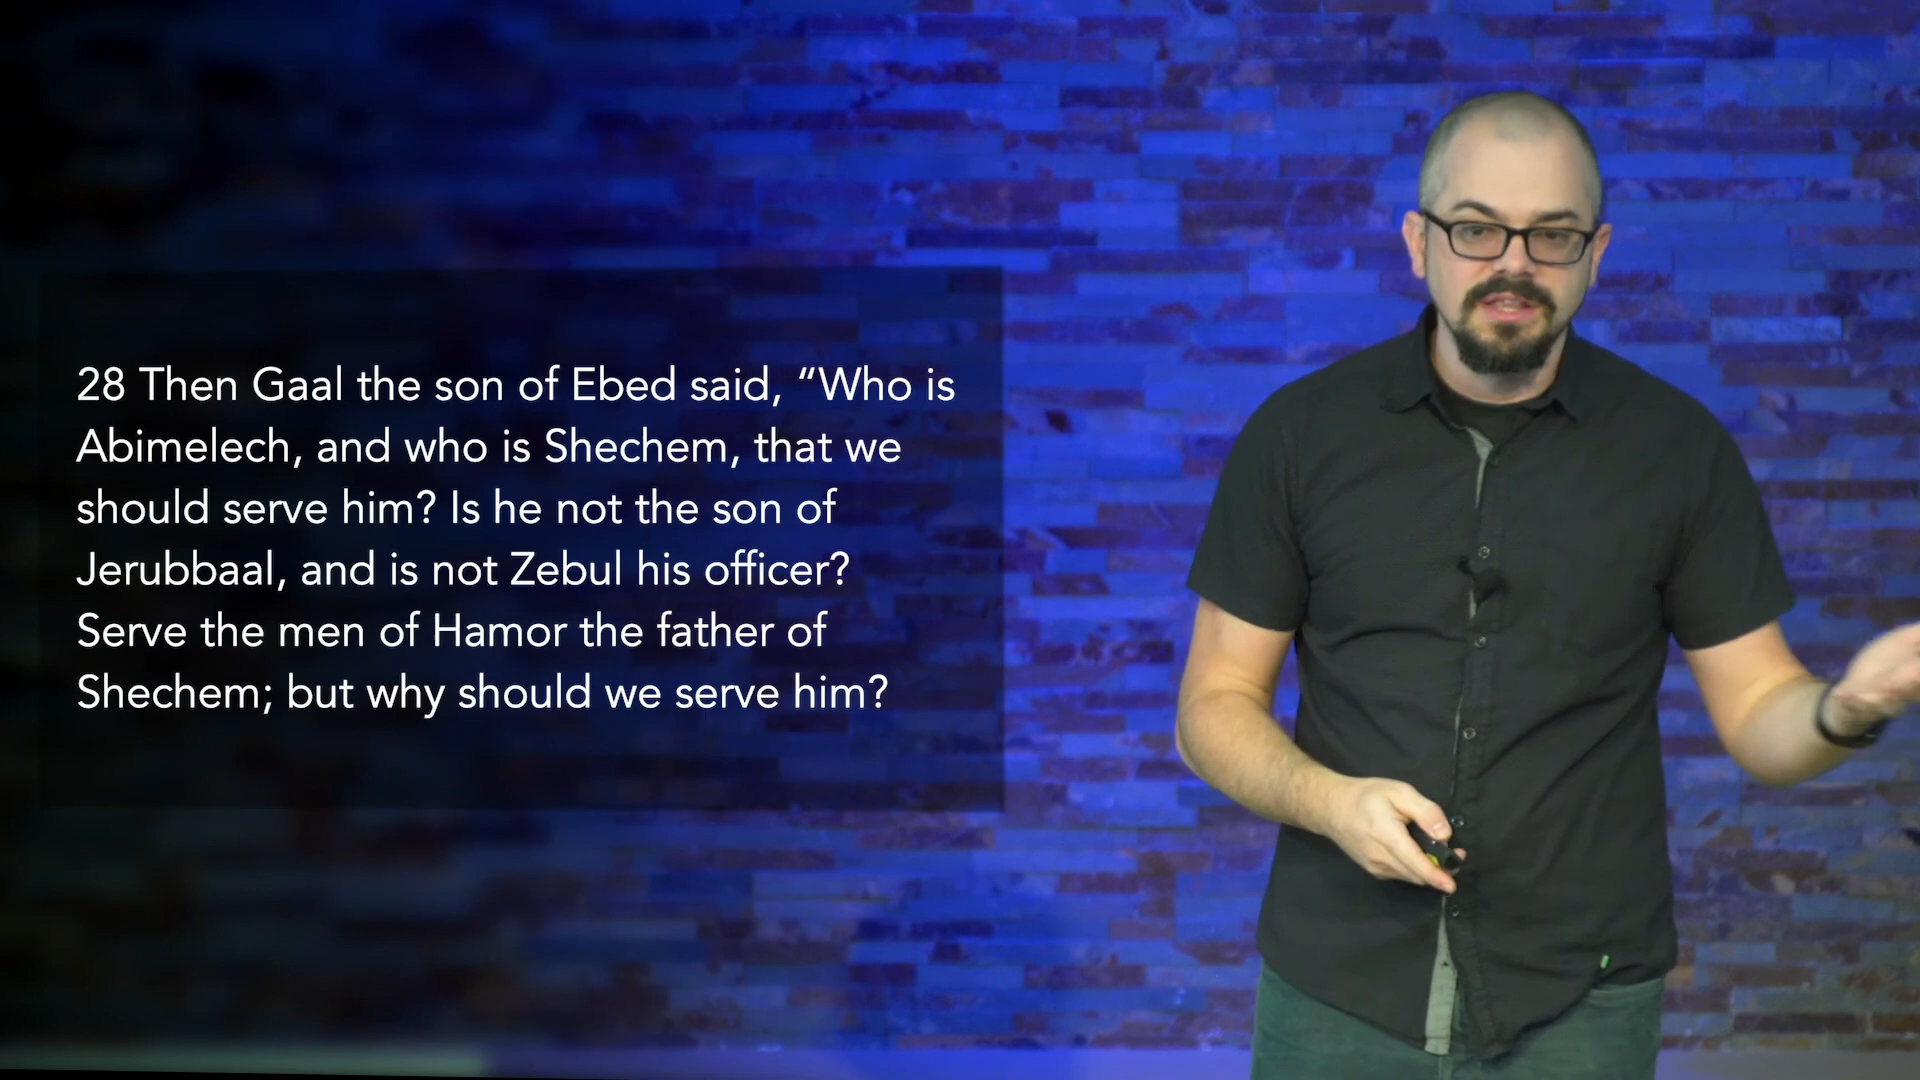 28 Then Gaal the son of Ebed said, “Who is
Abimelech, and who is Shechem, that we
should serve him? Is he not the son of
Jerubbaal, and is not Zebul his officer?
Serve the men of Hamor the father of
Shechem; but why should we serve him?